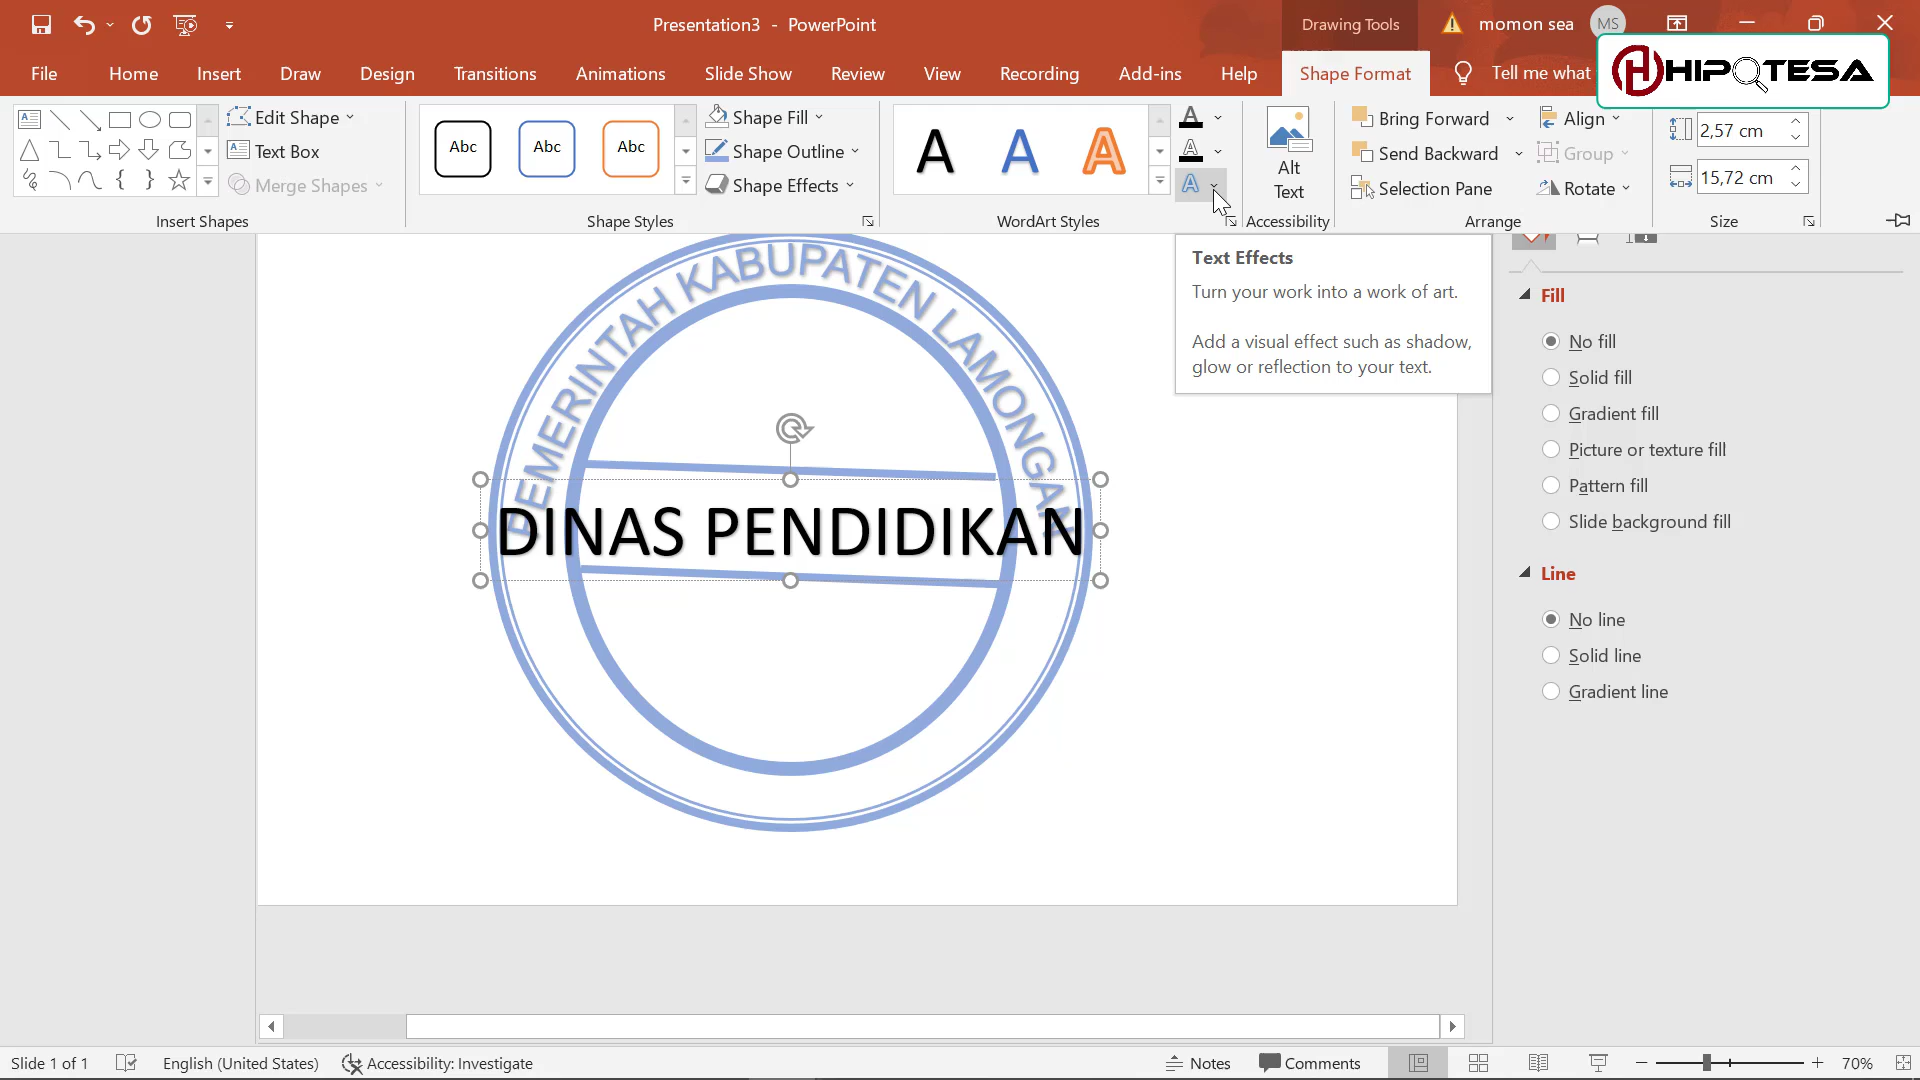 Presentation3 - PowerPoint
Drawing Tools
momon sea
MS
File
Home
Insert
Draw
Design
Transitions
Animations
Slide Show
Review
View
Recording
Add-ins
Help
Shape Format
Tell me what
HIPOTESA
Edit Shape
Text Box
Merge Shapes
Insert Shapes
Abc
Abc
Abc
Shape Fill
Shape Outline
Shape Effects
Shape Styles
A
A
A
WordArt Styles
Alt
Text
Accessibility
Bring Forward
Send Backward
Selection Pane
Align
Group
Rotate
Arrange
2,57 cm
15,72 cm
Size
Text Effects
Turn your work into a work of art.
Add a visual effect such as shadow,
glow or reflection to your text.
PEMERINTAH KABUPATEN LAMONGAN
DINAS PENDIDIKAN
Fill
No fill
Solid fill
Gradient fill
Picture or texture fill
Pattern fill
Slide background fill
Line
No line
Solid line
Gradient line
Slide 1 of 1
English (United States)
Accessibility: Investigate
Notes
Comments
70%